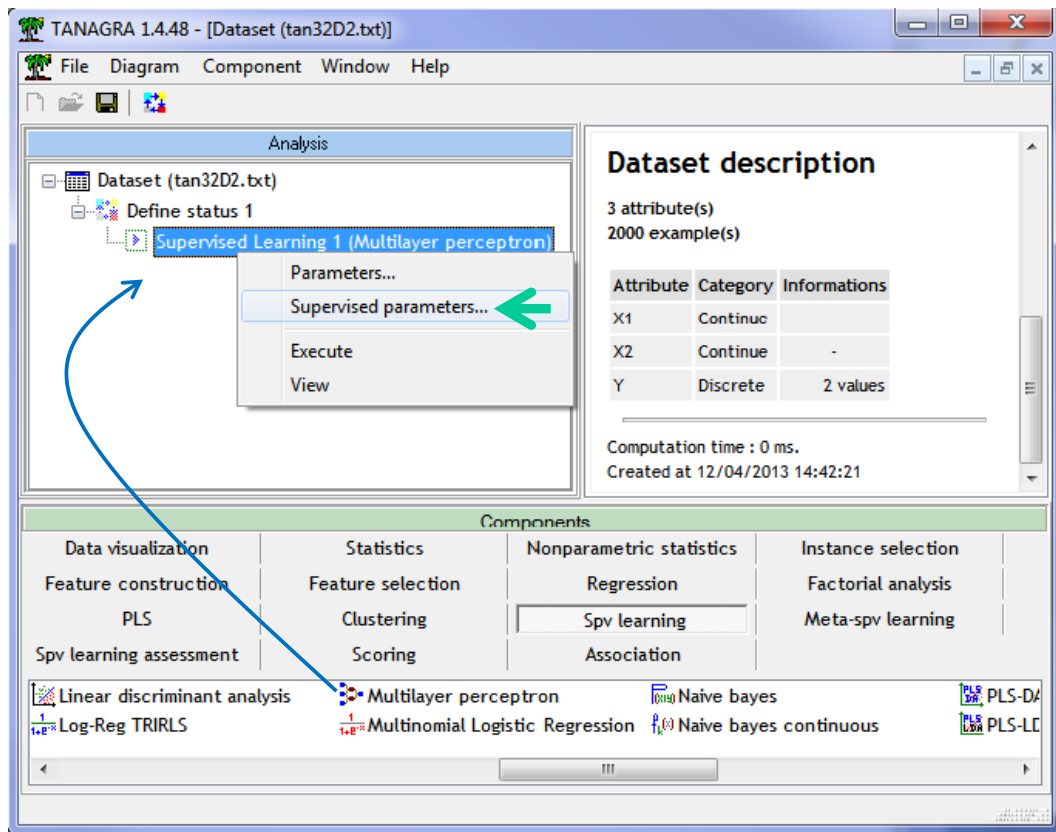 TANAGRA 1.4.48 - [Dataset (tan32D2.txt)]
File Diagram Component Window Help
Analysis
Dataset (tan32D2.txt)
Define status 1
Supervised Learning 1 (Multilayer perceptron)
Parameters...
Supervised parameters...
Execute
View
Dataset description
3 attribute(s)
2000 example(s)
Attribute Category Informations
X1 Continue
X2 Continue -
Y Discrete 2 values
Computation time : 0 ms.
Created at 12/04/2013 14:42:21
Components
Data visualization Statistics Nonparametric statistics Instance selection
Feature construction Feature selection Regression Factorial analysis
PLS Clustering Spv learning Meta-spv learning
Spv learning assessment Scoring Association
Linear discriminant analysis Multilayer perceptron Naive bayes PLS-DA
Log-Reg TRIRLS Multinomial Logistic Regression Naive bayes continuous PLS-LD